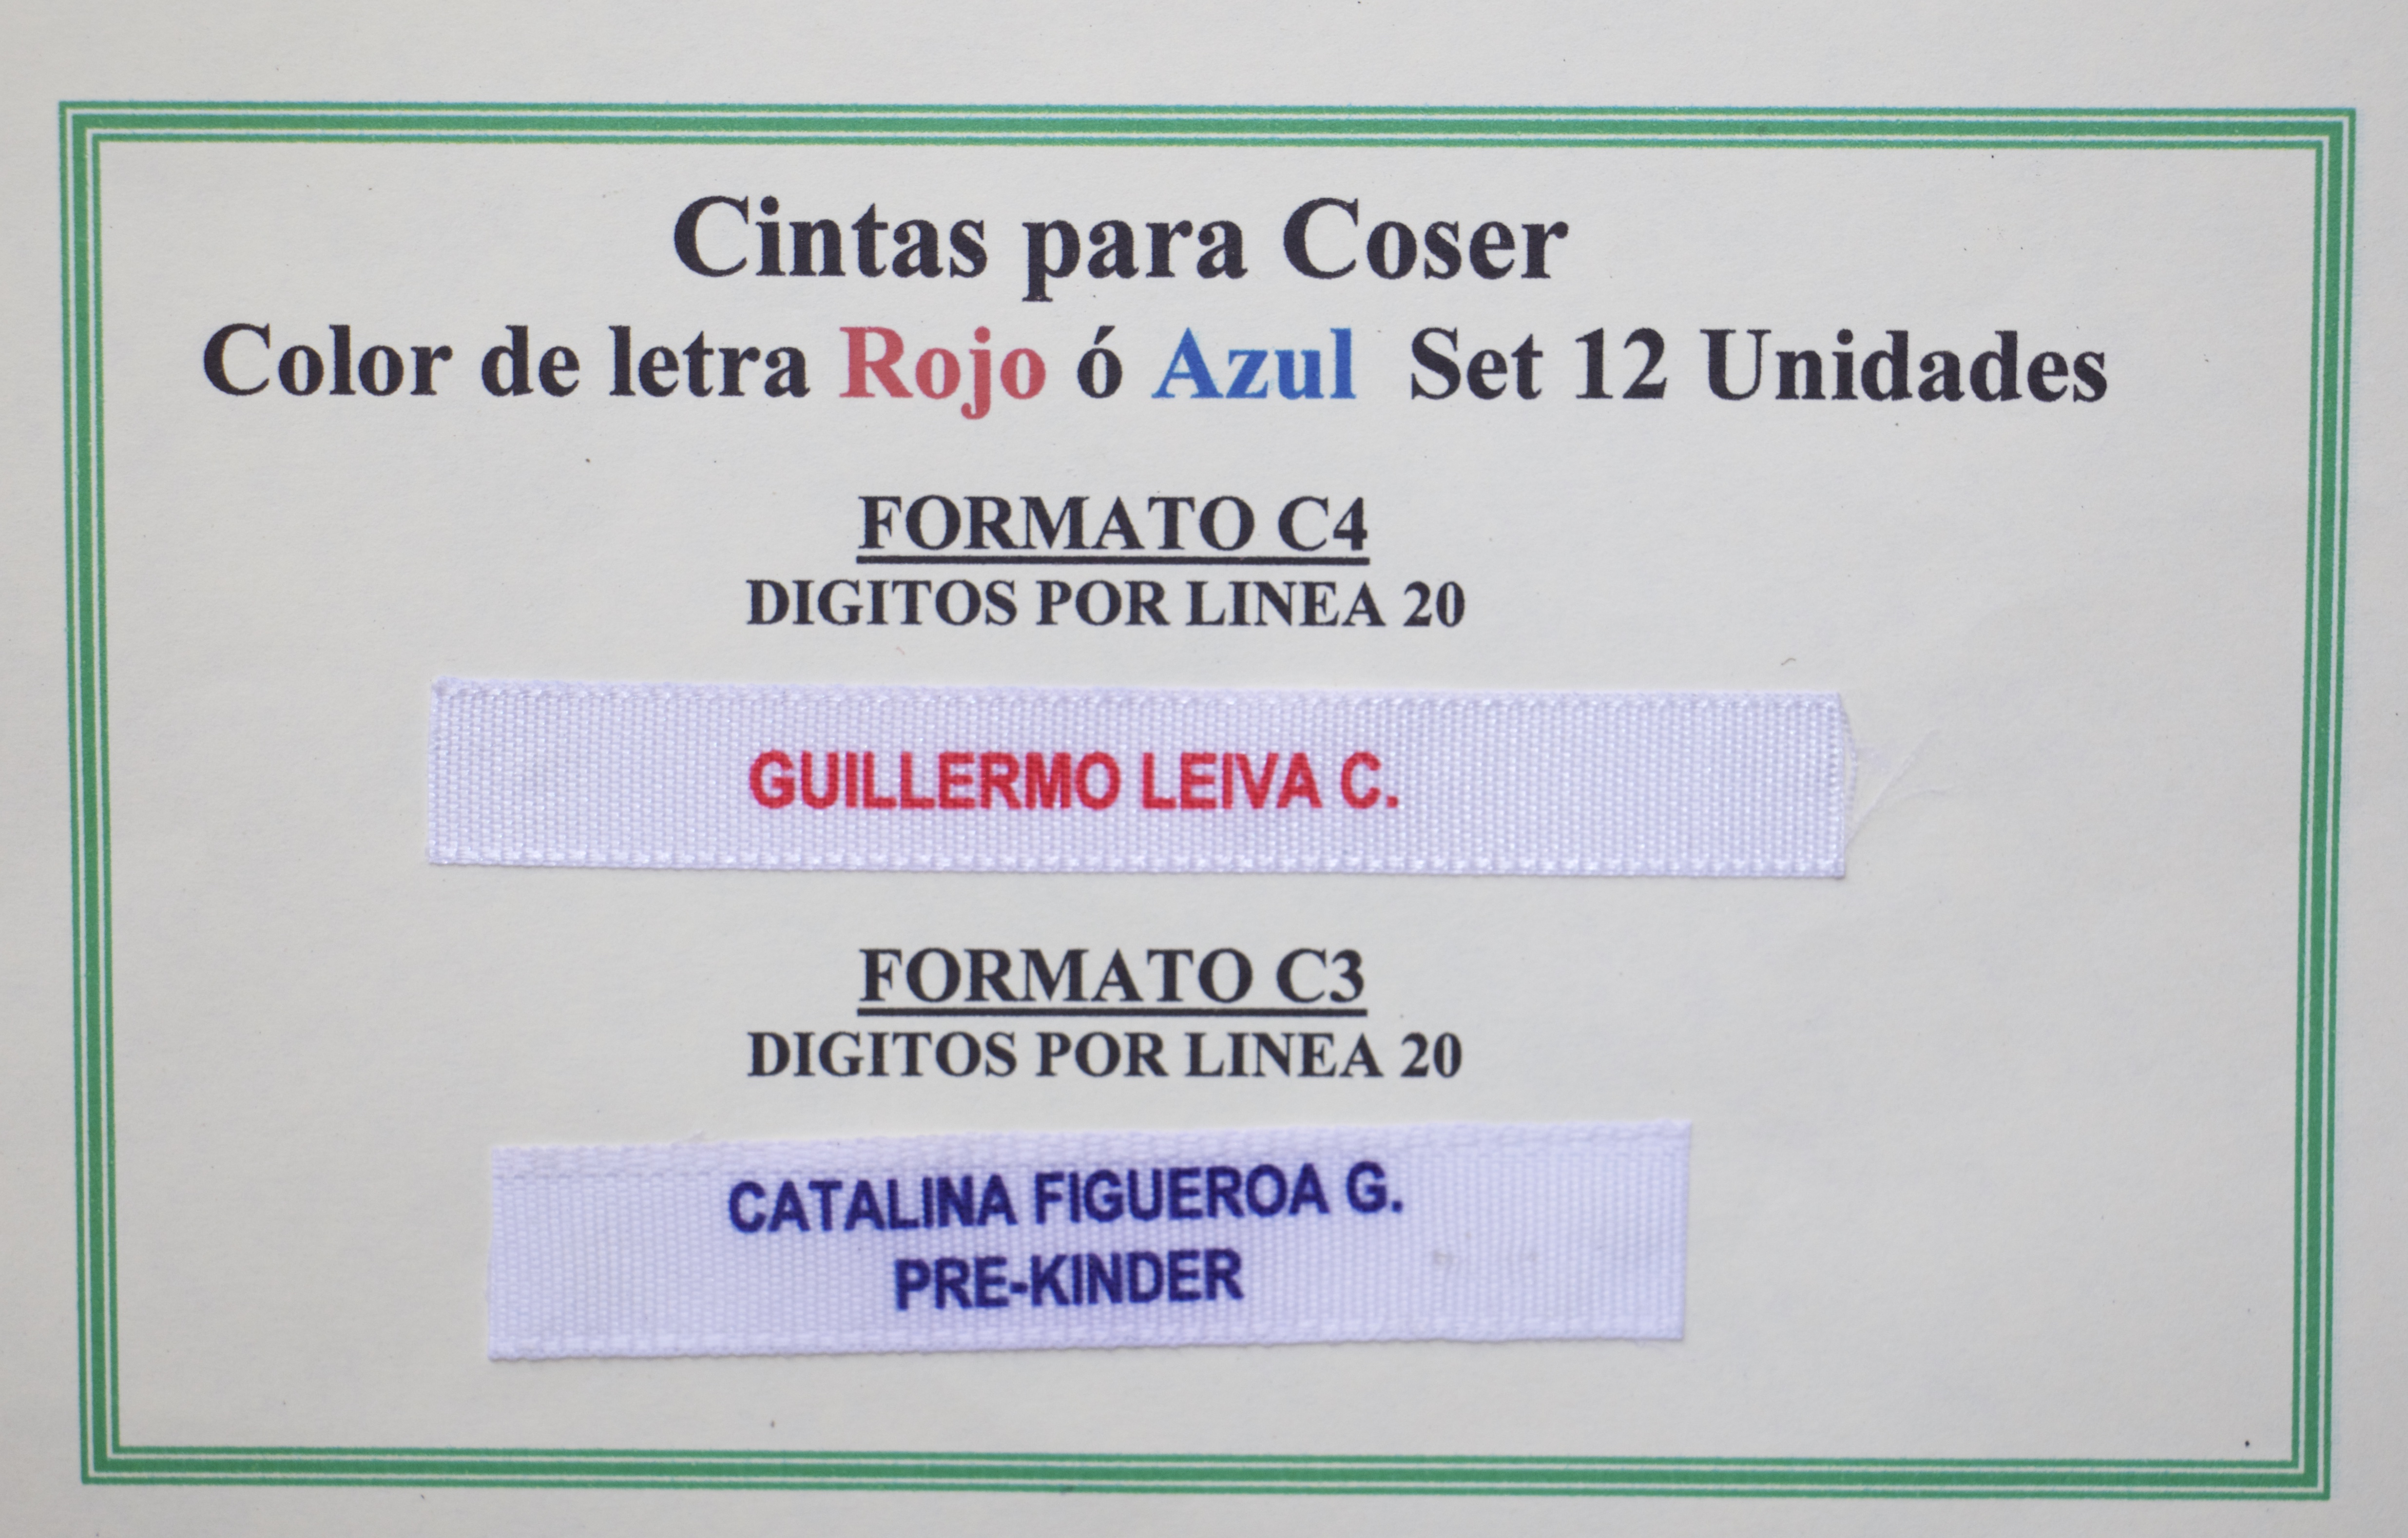 Cintas para Coser
Color de letra Rojo ó Azul Set 12 Unidades
FORMATO C4
DIGITOS POR LINEA 20
GUILLERMO LEIVA C.
FORMATO C3
DIGITOS POR LINEA 20
CATALINA FIGUEROA G.
PRE-KINDER